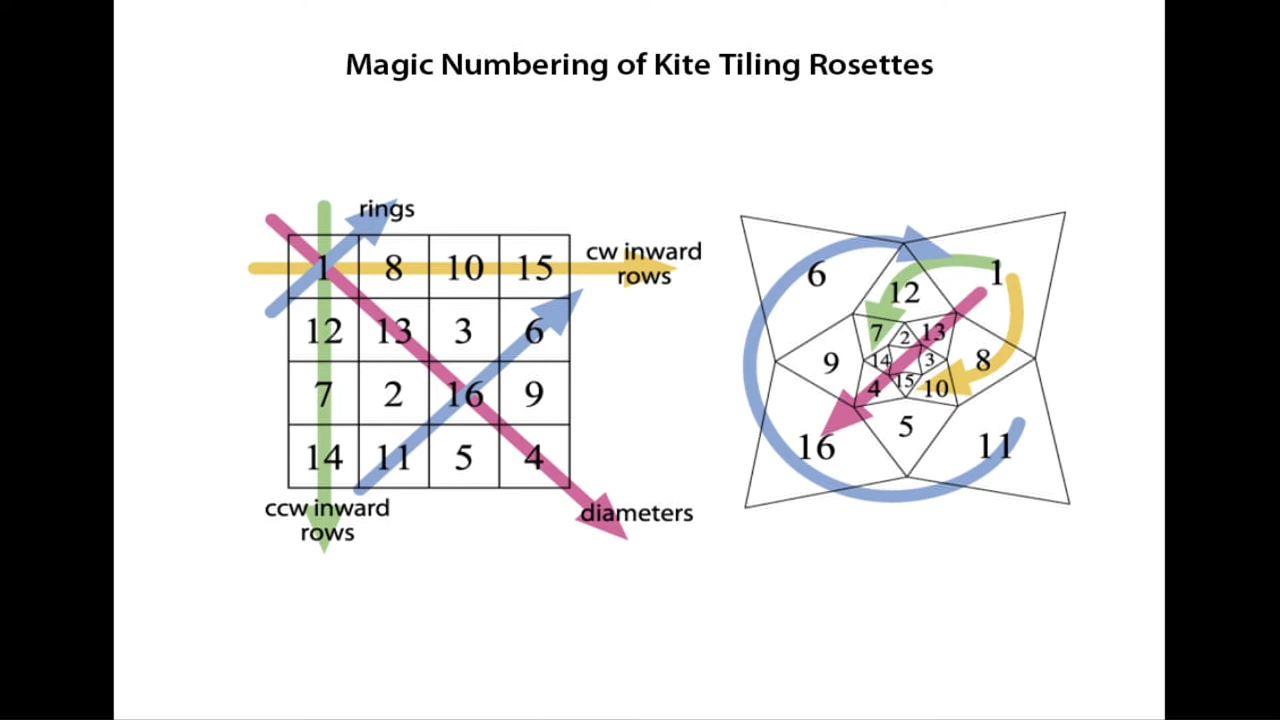 Magic Numbering of Kite Tiling Rosettes
rings
cw inward
rows
1 8 10 15
12 13 3 6
7 2 16 9
14 11 5 4
ccw inward
rows
diameters
6 1
12
7 2 13
9 14 3 8
4 15 10
5
16 11